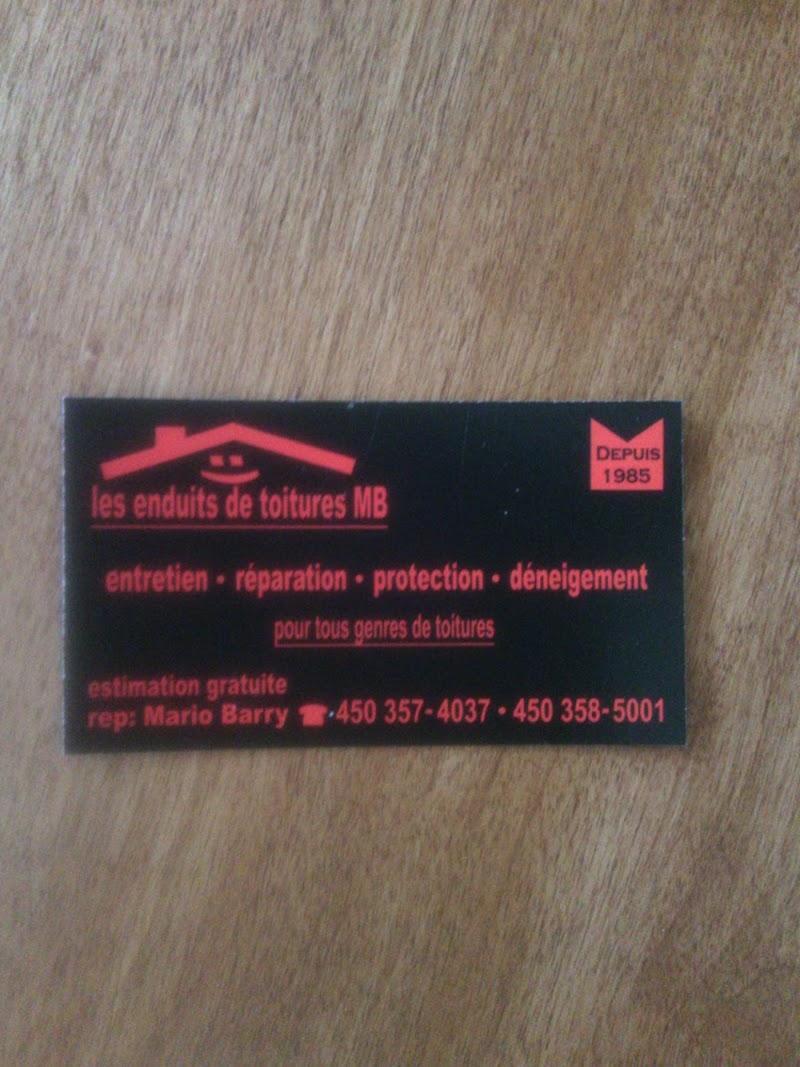 DEPUIS
1985
les enduits de toitures MB
entretien • réparation • protection • déneigement
pour tous genres de toitures
estimation gratuite
rep: Mario Barry ☎ 450 357-4037 • 450 358-5001